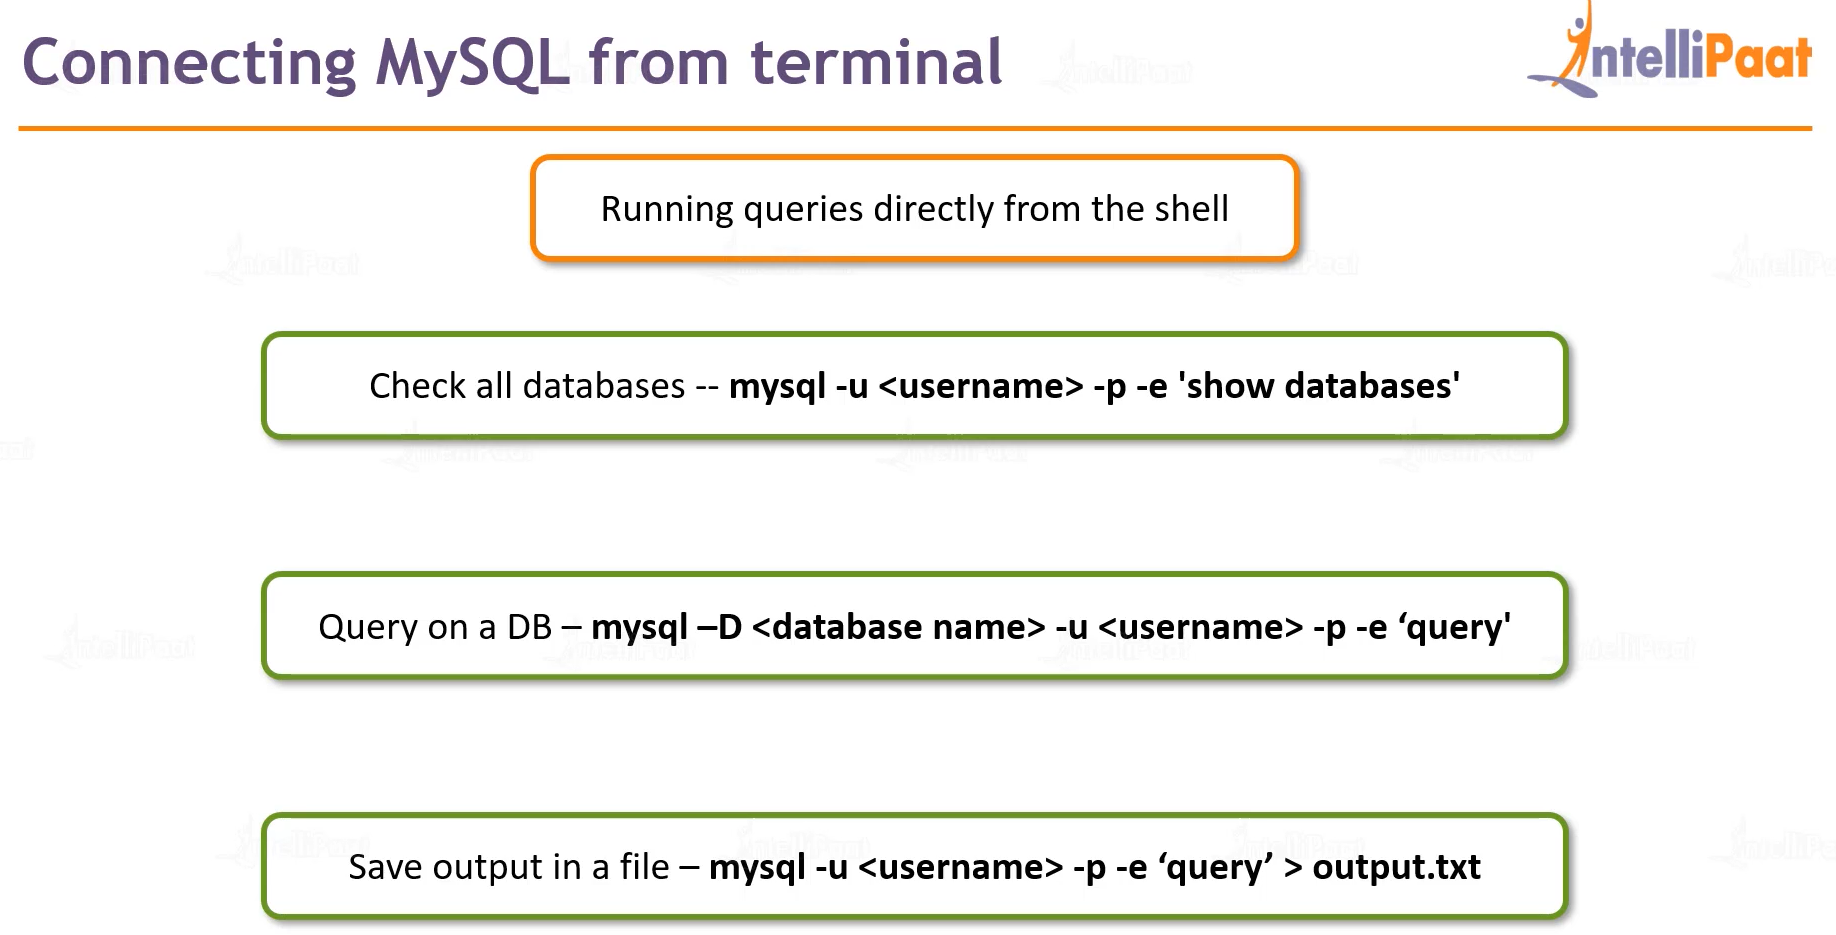 Connecting MySQL from terminal
IntelliPaat
Running queries directly from the shell
Check all databases -- mysql -u <username> -p -e 'show databases'
Query on a DB – mysql –D <database name> -u <username> -p -e ‘query'
Save output in a file – mysql -u <username> -p -e ‘query’ > output.txt